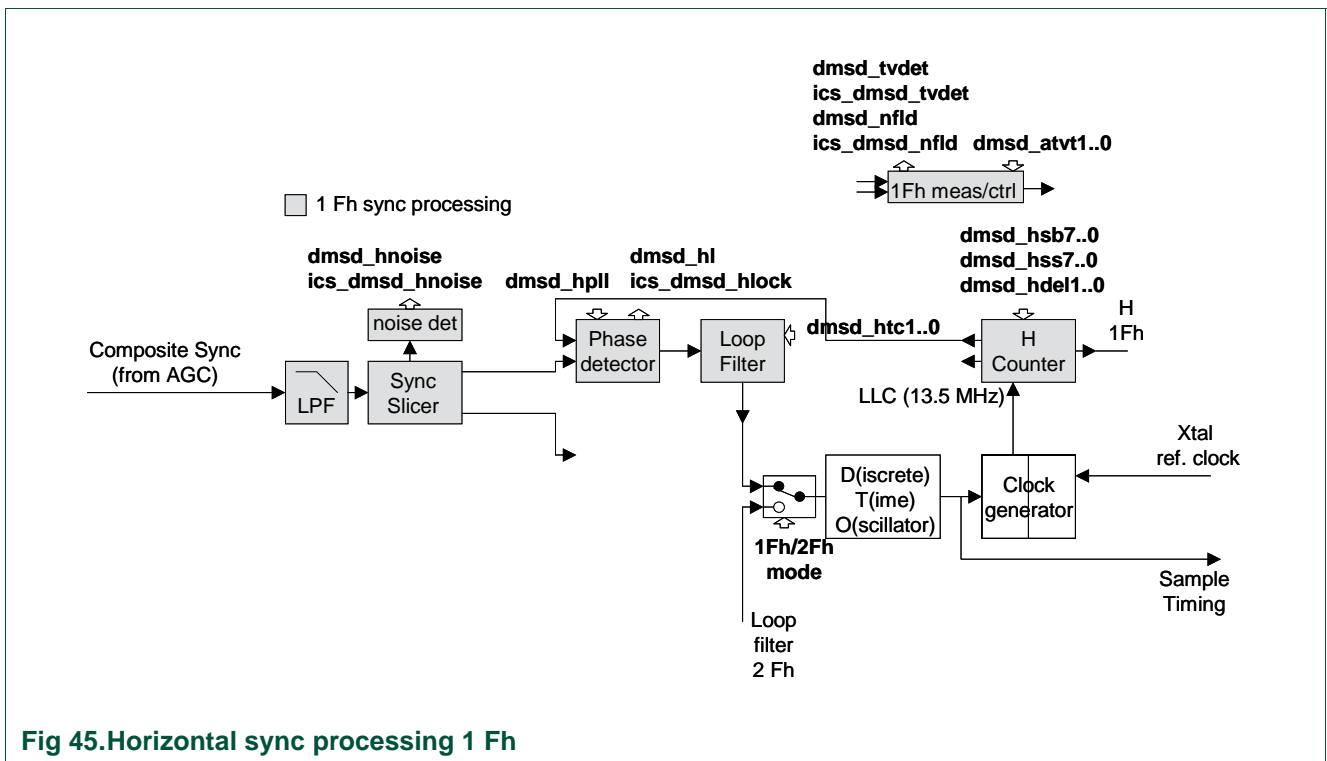 dmsd_tvdet
ics_dmsd_tvdet
dmsd_nfld
ics_dmsd_nfld dmsd_atvt1..0
1Fh meas/ctrl
1 Fh sync processing
dmsd_hnoise
ics_dmsd_hnoise
dmsd_hpll
dmsd_hl
ics_dmsd_hlock
dmsd_hsb7..0
dmsd_hss7..0
dmsd_hdel1..0
H
1Fh
noise det
Composite Sync
(from AGC)
LPF
Sync
Slicer
Phase
detector
Loop
Filter
dmsd_htc1..0
H
Counter
LLC (13.5 MHz)
Xtal
ref. clock
D(iscrete)
T(ime)
O(scillator)
Clock
generator
1Fh/2Fh
mode
Sample
Timing
Loop
filter
2 Fh
Fig 45.Horizontal sync processing 1 Fh